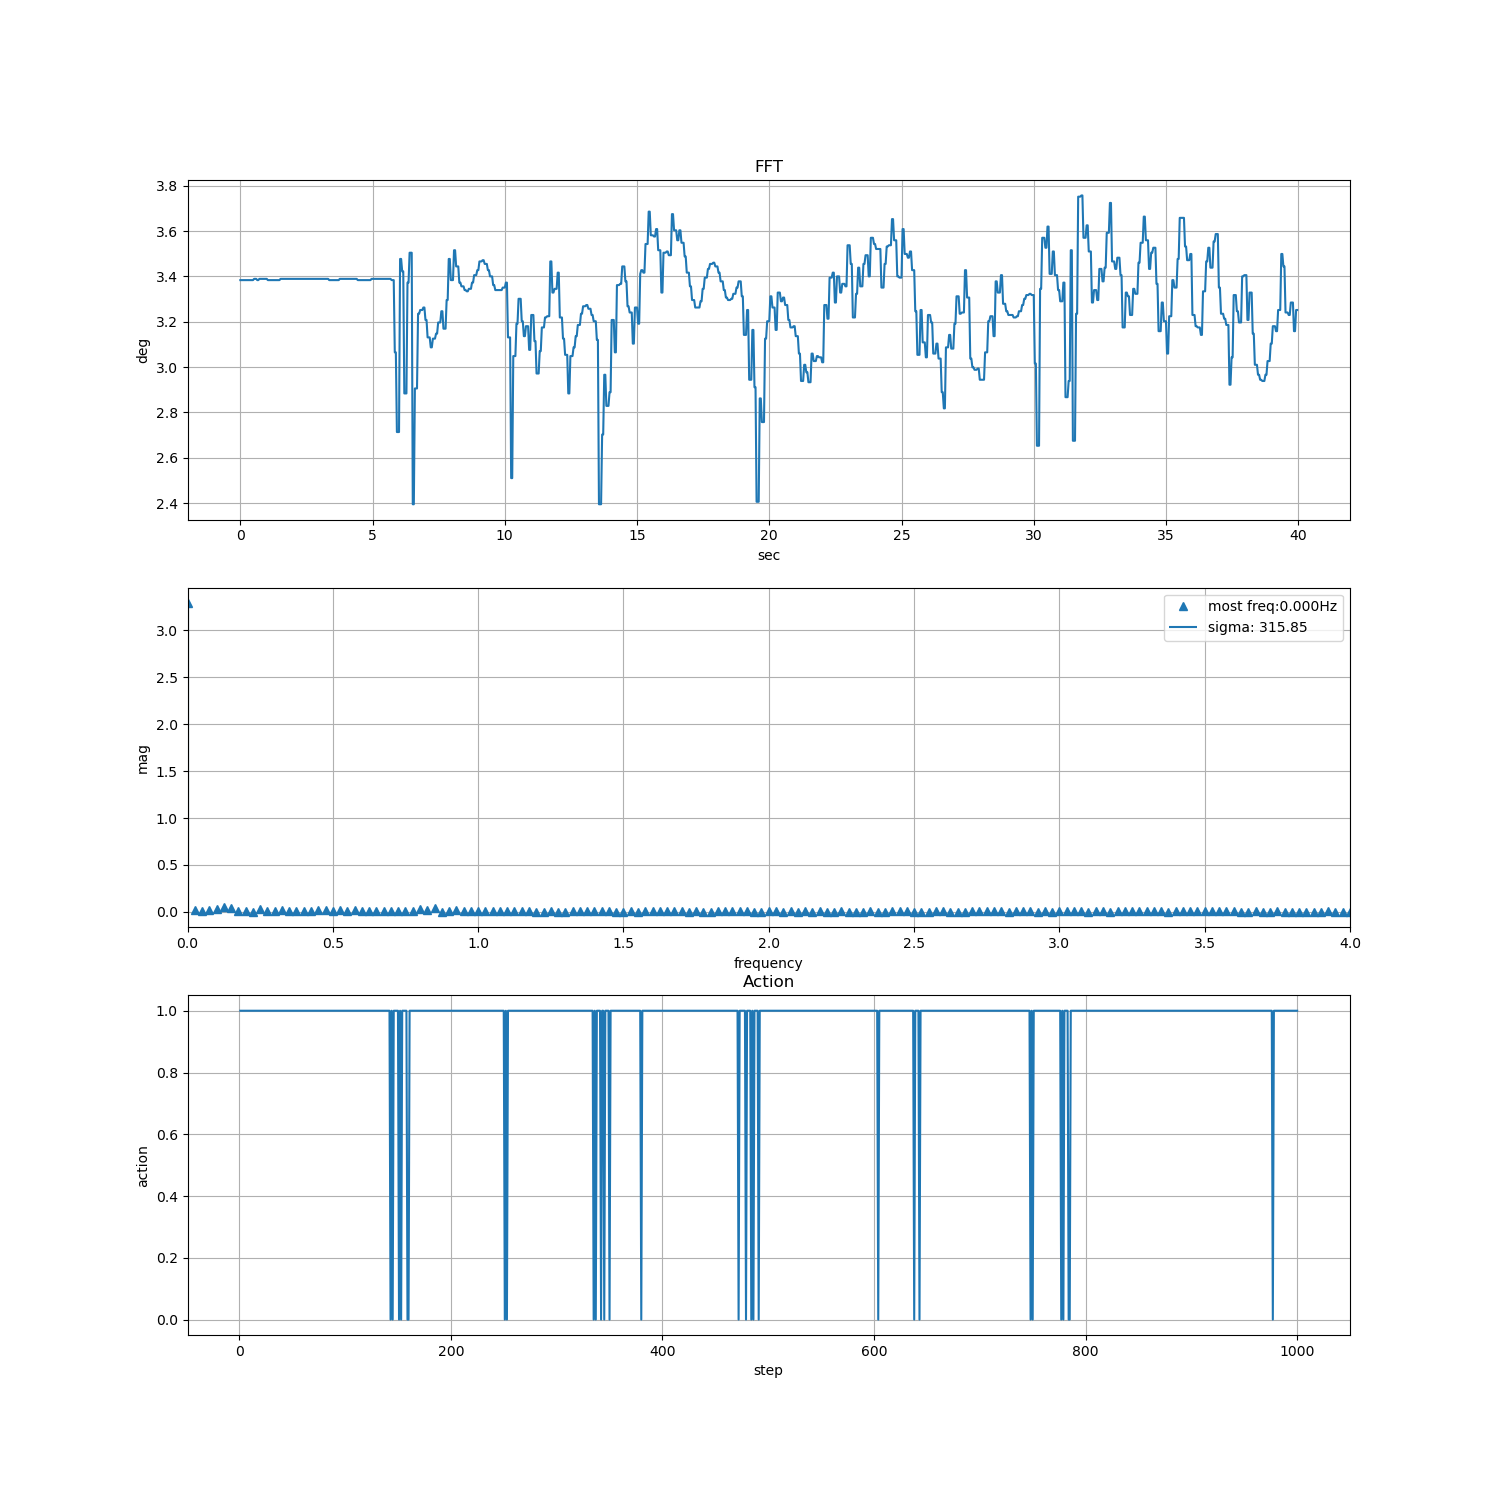 FFT
3.8
3.6
3.4
3.2
3.0
2.8
2.6
2.4
deg
0 5 10 15 20 25 30 35 40
sec
most freq:0.000Hz
sigma: 315.85
3.0
2.5
2.0
1.5
1.0
0.5
0.0
mag
0.0 0.5 1.0 1.5 2.0 2.5 3.0 3.5 4.0
frequency
Action
1.0
0.8
0.6
0.4
0.2
0.0
action
0 200 400 600 800 1000
step